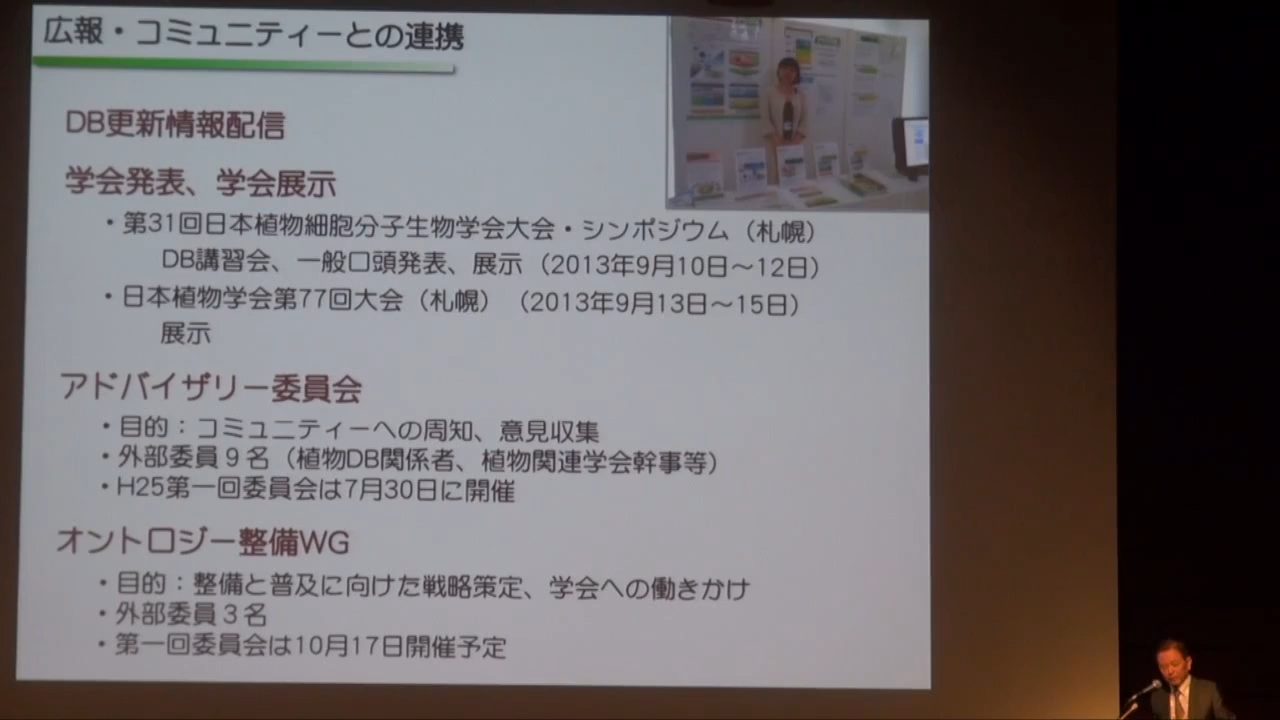 広報・コミュニティーとの連携
DB更新情報配信
学会発表、学会展示
・第31回日本植物細胞分子生物学会大会・シンポジウム（札幌）
DB講習会、一般口頭発表、展示（2013年9月10日～12日）
・日本植物学会第77回大会（札幌）（2013年9月13日～15日）
展示
アドバイザリー委員会
・目的：コミュニティーへの周知、意見収集
・外部委員９名（植物DB関係者、植物関連学会幹事等）
・H25第一回委員会は7月30日に開催
オントロジー整備WG
・目的：整備と普及に向けた戦略策定、学会への働きかけ
・外部委員３名
・第一回委員会は10月17日開催予定